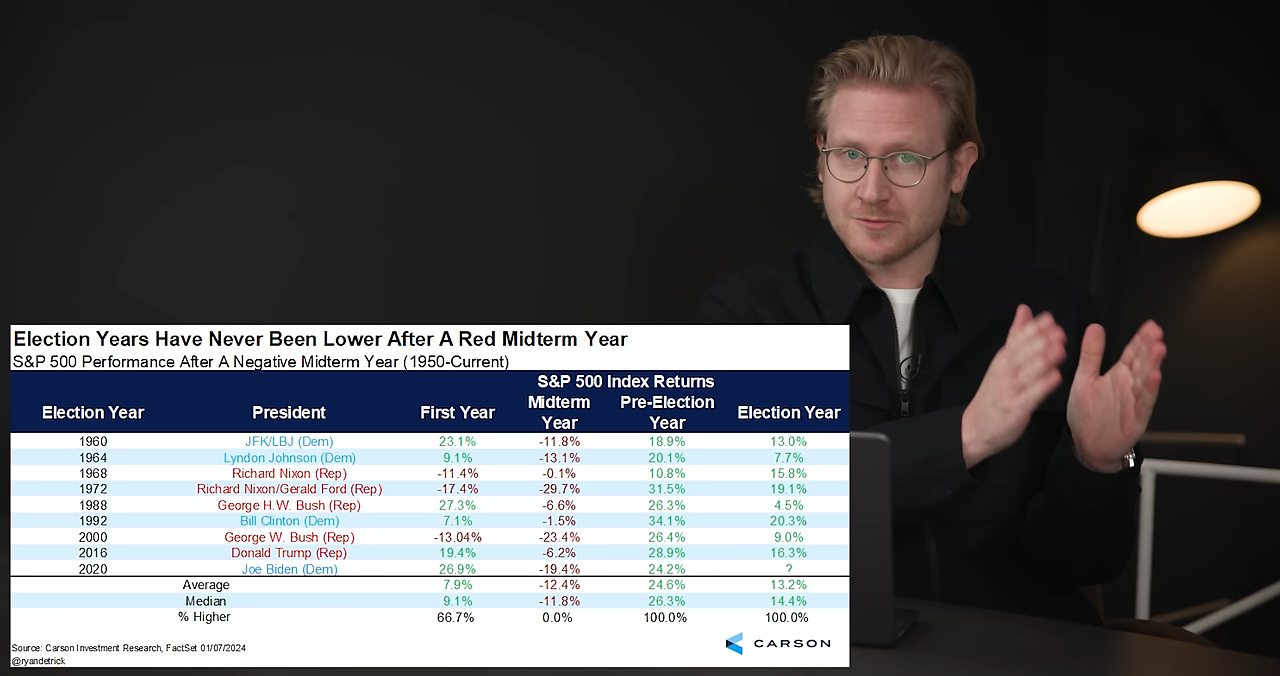 Election Years Have Never Been Lower After A Red Midterm Year
S&P 500 Performance After A Negative Midterm Year (1950-Current)
S&P 500 Index Returns
Election Year President First Year Midterm Year Pre-Election Year Election Year
1960 JFK/LBJ (Dem) 23.1% -11.8% 18.9% 13.0%
1964 Lyndon Johnson (Dem) 9.1% -13.1% 20.1% 7.7%
1968 Richard Nixon (Rep) -11.4% -0.1% 10.8% 15.8%
1972 Richard Nixon/Gerald Ford (Rep) -17.4% -29.7% 31.5% 19.1%
1988 George H.W. Bush (Rep) 27.3% -6.6% 26.3% 4.5%
1992 Bill Clinton (Dem) 7.1% -1.5% 34.1% 20.3%
2000 George W. Bush (Rep) -13.04% -23.4% 26.4% 9.0%
2016 Donald Trump (Rep) 19.4% -6.2% 28.9% 16.3%
2020 Joe Biden (Dem) 26.9% -19.4% 24.2% ?
Average 7.9% -12.4% 24.6% 13.2%
Median 9.1% -11.8% 26.3% 14.4%
% Higher 66.7% 0.0% 100.0% 100.0%
Source: Carson Investment Research, FactSet 01/07/2024
@ryandetrick
CARSON